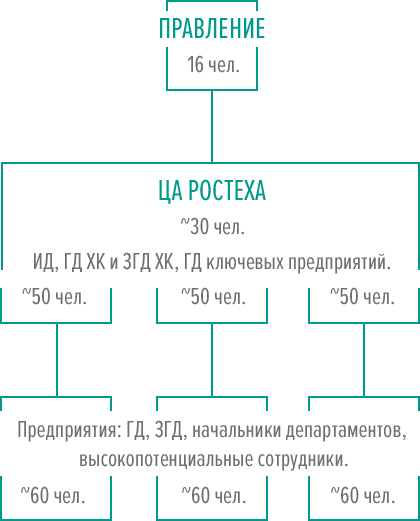 ПРАВЛЕНИЕ
16 чел.
ЦА РОСТЕХА
~30 чел.
ИД, ГД ХК и ЗГД ХК, ГД ключевых предприятий.
~50 чел. ~50 чел. ~50 чел.
Предприятия: ГД, ЗГД, начальники департаментов,
высокопотенциальные сотрудники.
~60 чел. ~60 чел. ~60 чел.